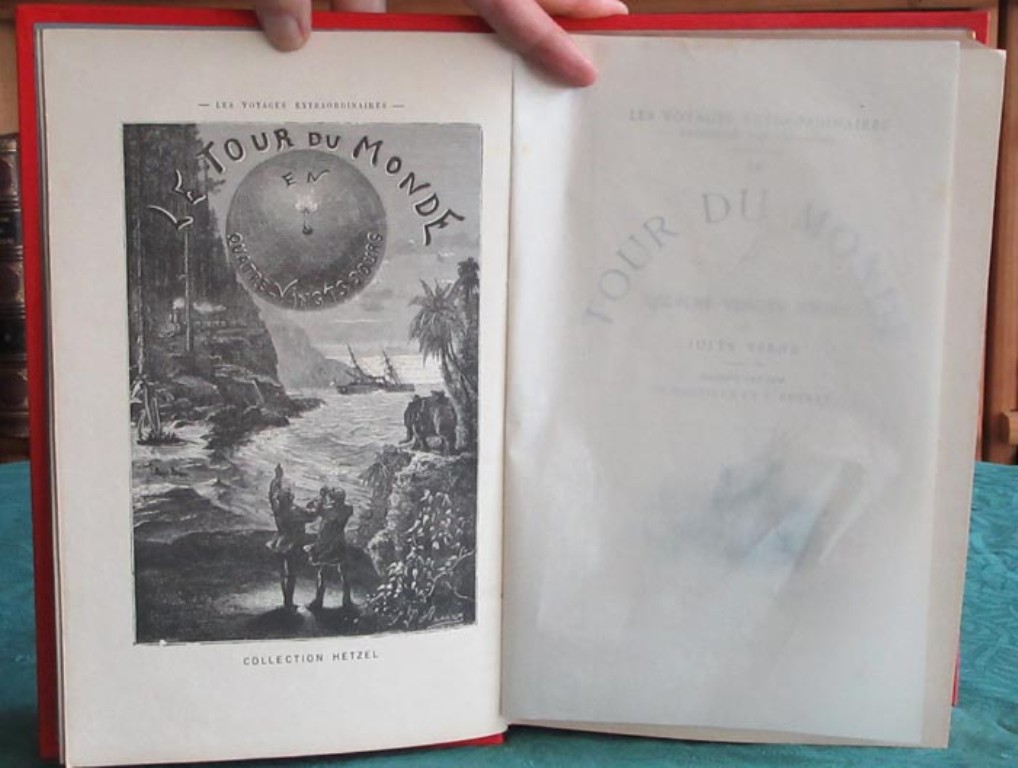 — LES VOYAGES EXTRAORDINAIRES —
LE TOUR DU MONDE
EN
QUATRE-VINGTS JOURS
COLLECTION HETZEL
LES VOYAGES EXTRAORDINAIRES
LE
TOUR DU MONDE
JULES VERNE